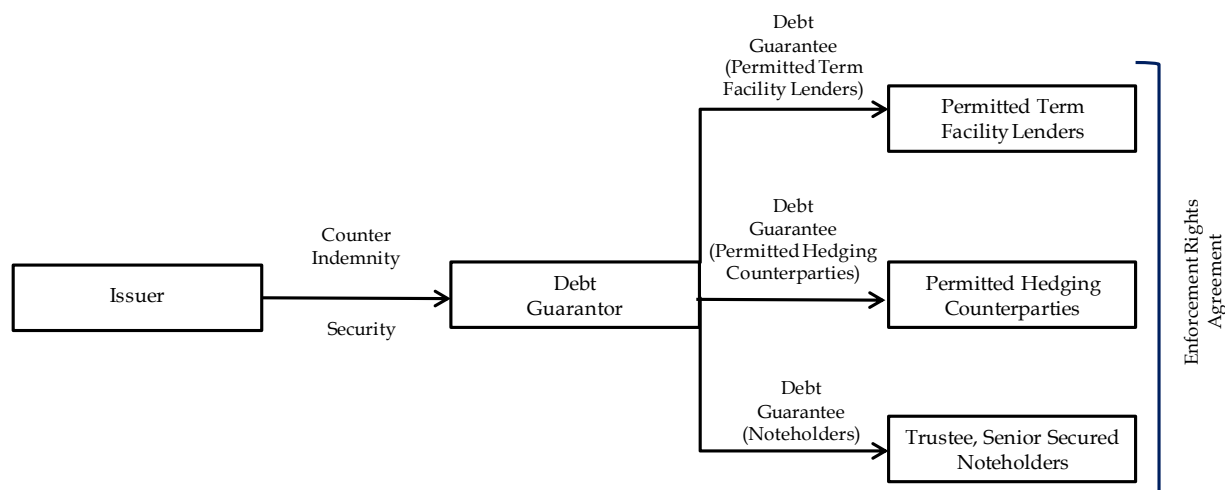 Debt
Guarantee
(Permitted Term
Facility Lenders)
Permitted Term
Facility Lenders
Counter
Indemnity
Issuer
Security
Debt
Guarantor
Debt
Guarantee
(Permitted Hedging
Counterparties)
Permitted Hedging
Counterparties
Debt
Guarantee
(Noteholders)
Trustee, Senior Secured
Noteholders
Enforcement Rights
Agreement